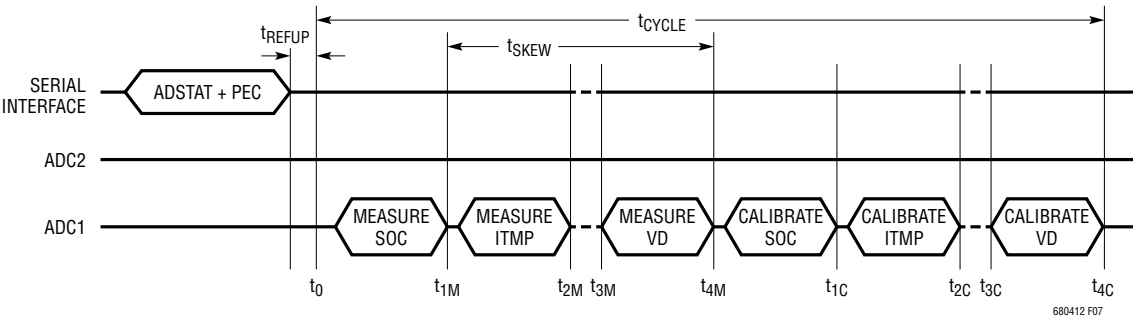 tCYCLE
tREFUP
tSKEW
SERIAL
INTERFACE
ADSTAT + PEC
ADC2
ADC1
MEASURE
SOC
MEASURE
ITMP
MEASURE
VD
CALIBRATE
SOC
CALIBRATE
ITMP
CALIBRATE
VD
t0
t1M
t2M
t3M
t4M
t1C
t2C
t3C
t4C
680412 F07